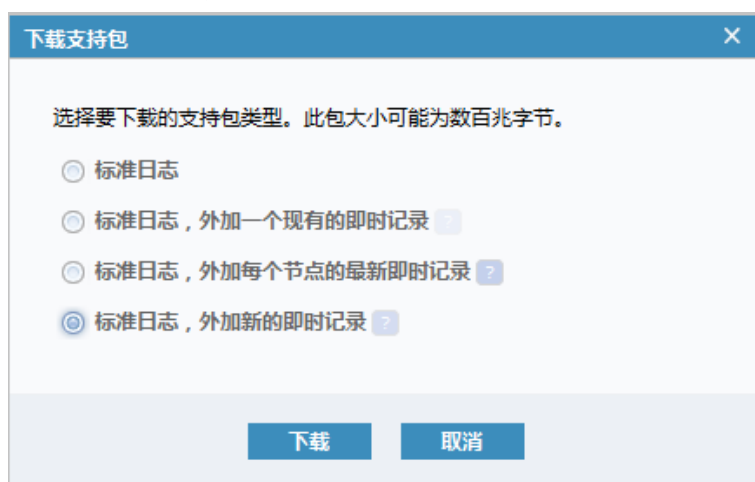 下载支持包
选择要下载的支持包类型。此包大小可能为数百兆字节。
标准日志
标准日志，外加一个现有的即时记录 ?
标准日志，外加每个节点的最新即时记录 ?
标准日志，外加新的即时记录 ?
下载 取消